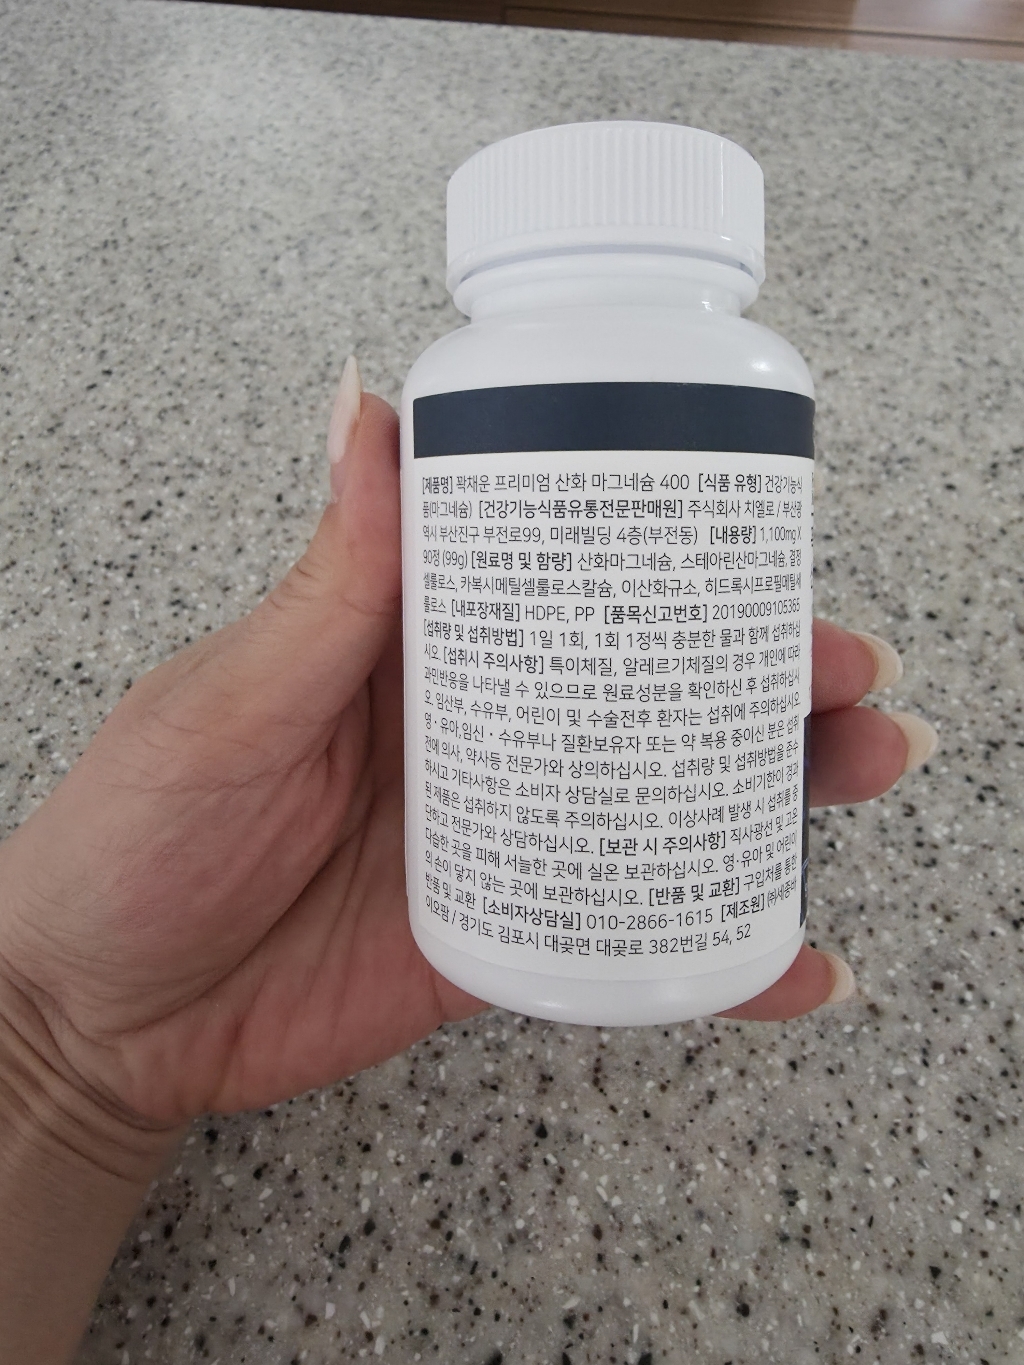 [제품명] 꽉채운 프리미엄 산화 마그네슘 400 [식품 유형] 건강기능식
품(마그네슘) [건강기능식품유통전문판매원] 주식회사 치엘로 / 부산광
역시 부산진구 부전로99, 미래빌딩 4층(부전동) [내용량] 1,100mg X
90정 (99g) [원료명 및 함량] 산화마그네슘, 스테아린산마그네슘, 결정
셀룰로스, 카복시메틸셀룰로스칼슘, 이산화규소, 히드록시프로필메틸셀
룰로스 [내포장재질] HDPE, PP [품목신고번호] 20190009105365
[섭취량 및 섭취방법] 1일 1회, 1회 1정씩 충분한 물과 함께 섭취하십
시오. [섭취시 주의사항] 특이체질, 알레르기체질의 경우 개인에 따라
과민반응을 나타낼 수 있으므로 원료성분을 확인하신 후 섭취하십시
오. 임산부, 수유부, 어린이 및 수술전후 환자는 섭취에 주의하십시오.
영·유아,임신·수유부나 질환보유자 또는 약 복용 중이신 분은 섭취
전에 의사, 약사등 전문가와 상의하십시오. 섭취량 및 섭취방법을 준수
하시고 기타사항은 소비자 상담실로 문의하십시오. 소비기한이 경과
된 제품은 섭취하지 않도록 주의하십시오. 이상사례 발생 시 섭취를 중
단하고 전문가와 상담하십시오. [보관 시 주의사항] 직사광선 및 고온
다습한 곳을 피해 서늘한 곳에 실온 보관하십시오. 영·유아 및 어린이
의 손이 닿지 않는 곳에 보관하십시오. [반품 및 교환] 구입처를 통한
반품 및 교환 [소비자상담실] 010-2866-1615 [제조원] ㈜세종바
이오팜 / 경기도 김포시 대곶면 대곶로 382번길 54, 52